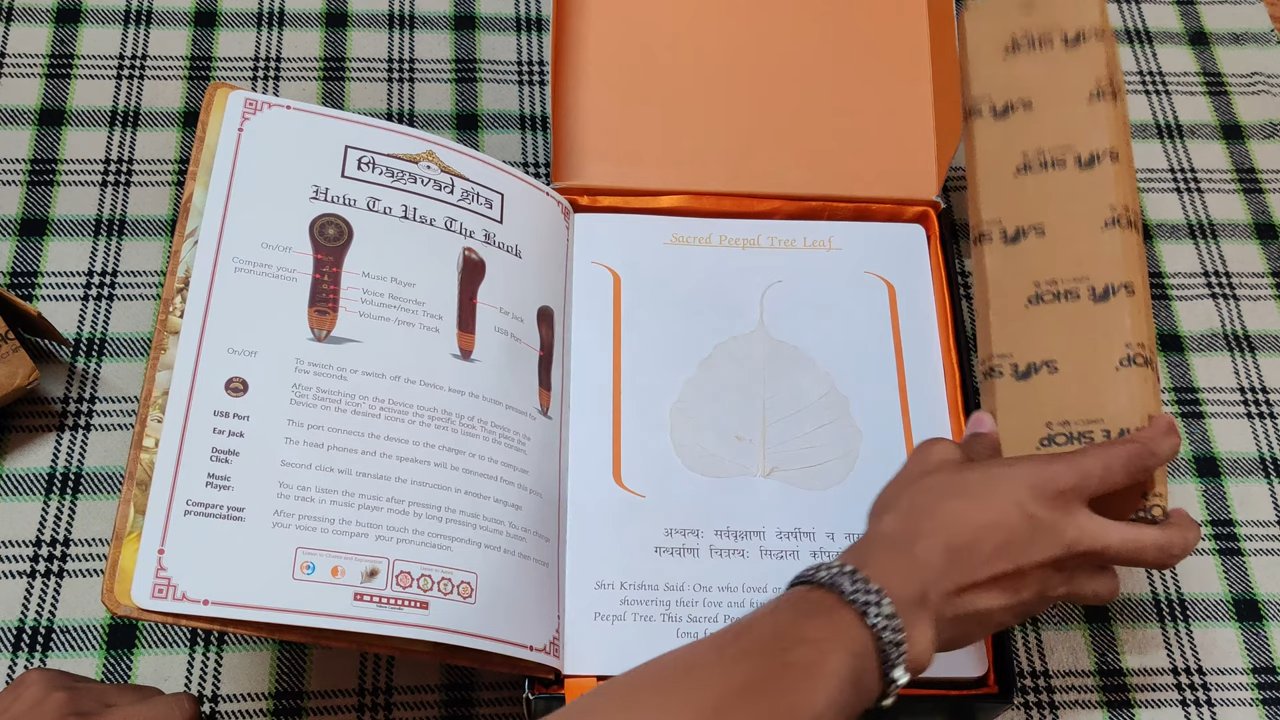 Bhagavad gita
How To Use The Book
On/Off
Compare your
pronunciation
Music Player
Voice Recorder
Volume+/next Track
Volume-/prev Track
Ear Jack
USB Port
On/Off
To switch on or switch off the Device, keep the button pressed for
few seconds.
After Switching on the Device touch the tip of the Device on the
"Get Started icon" to activate the specific book. Then place the
Device on the desired icons or the text to listen to the content.
USB Port
This port connects the device to the charger or to the computer
Ear Jack
The head phones and the speakers will be connected from this point.
Double
Click:
Second click will translate the instruction in another language.
Music
Player:
You can listen the music after pressing the music button. You can change
the track in music player mode by long pressing volume button.
Compare your
pronunciation:
After pressing the button touch the corresponding word and then record
your voice to compare your pronunciation.
Sacred Peepal Tree Leaf
अश्वत्थः सर्ववृक्षाणां देवर्षीणां च
गन्धर्वाणां चित्ररथः सिद्धानां
Shri Krishna Said : One who loved
showering their love and
Peepal Tree. This Sacred
long
SAFE SHOP
SAFE SHOP
SAFE SHOP
SAFE SHOP
SAFE SHOP
SAFE SHOP